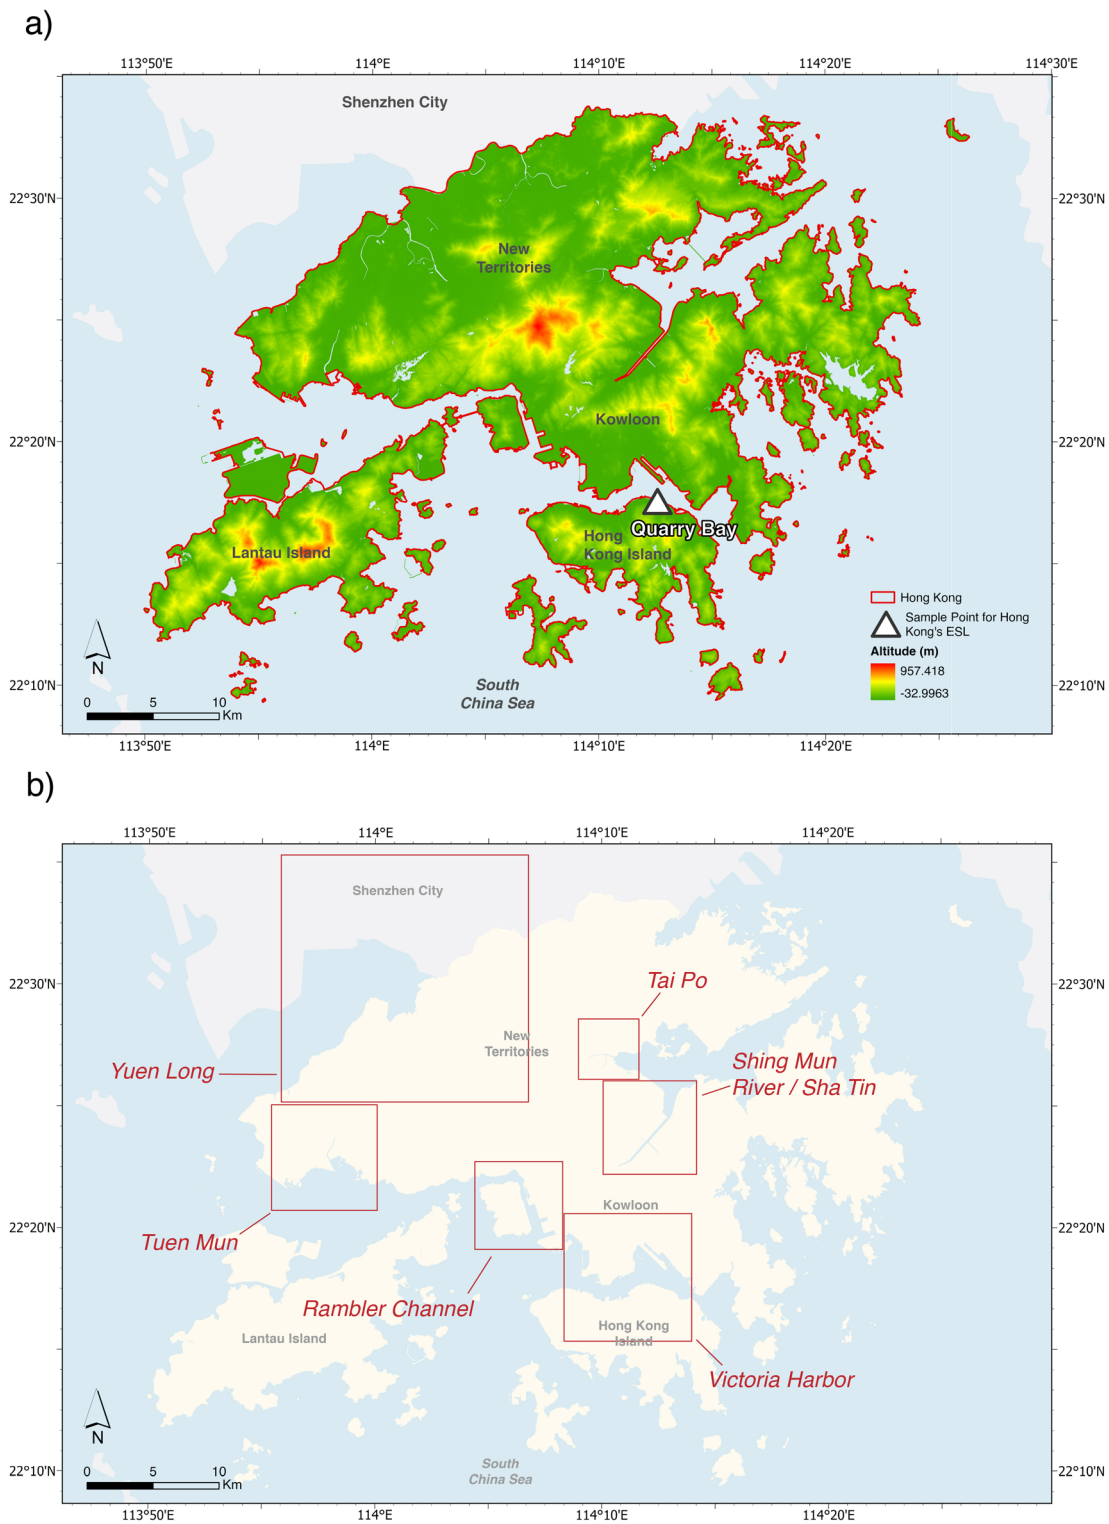 a)
113°50'E 114°E 114°10'E 114°20'E 114°30'E
Shenzhen City
22°30'N 22°30'N
New
Territories
Kowloon
22°20'N 22°20'N
Quarry Bay
Hong
Kong Island
Lantau Island
Hong Kong
Sample Point for Hong
Kong's ESL
Altitude (m)
957.418
-32.9963
N
South
China Sea
22°10'N 22°10'N
0 5 10
Km
113°50'E 114°E 114°10'E 114°20'E
b)
113°50'E 114°E 114°10'E 114°20'E
Shenzhen City
Tai Po
22°30'N 22°30'N
New
Territories
Yuen Long
Shing Mun
River / Sha Tin
Kowloon
22°20'N 22°20'N
Tuen Mun
Rambler Channel
Hong Kong
Island
Lantau Island
Victoria Harbor
N
South
China Sea
22°10'N 22°10'N
0 5 10
Km
113°50'E 114°E 114°10'E 114°20'E